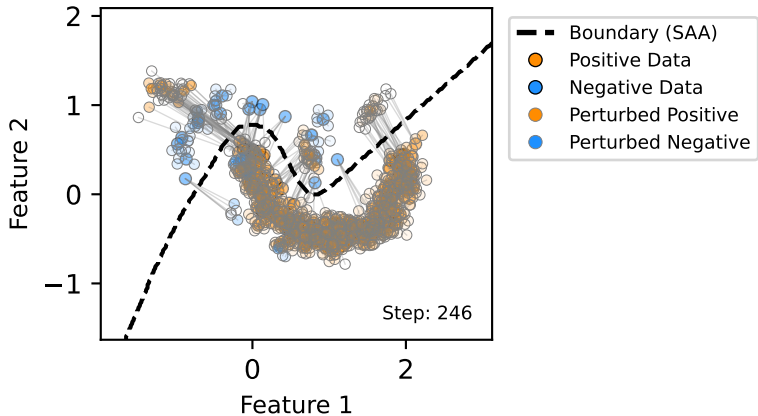 2
1
0
−1
Feature 2
0
2
Feature 1
Step: 246
Boundary (SAA)
Positive Data
Negative Data
Perturbed Positive
Perturbed Negative